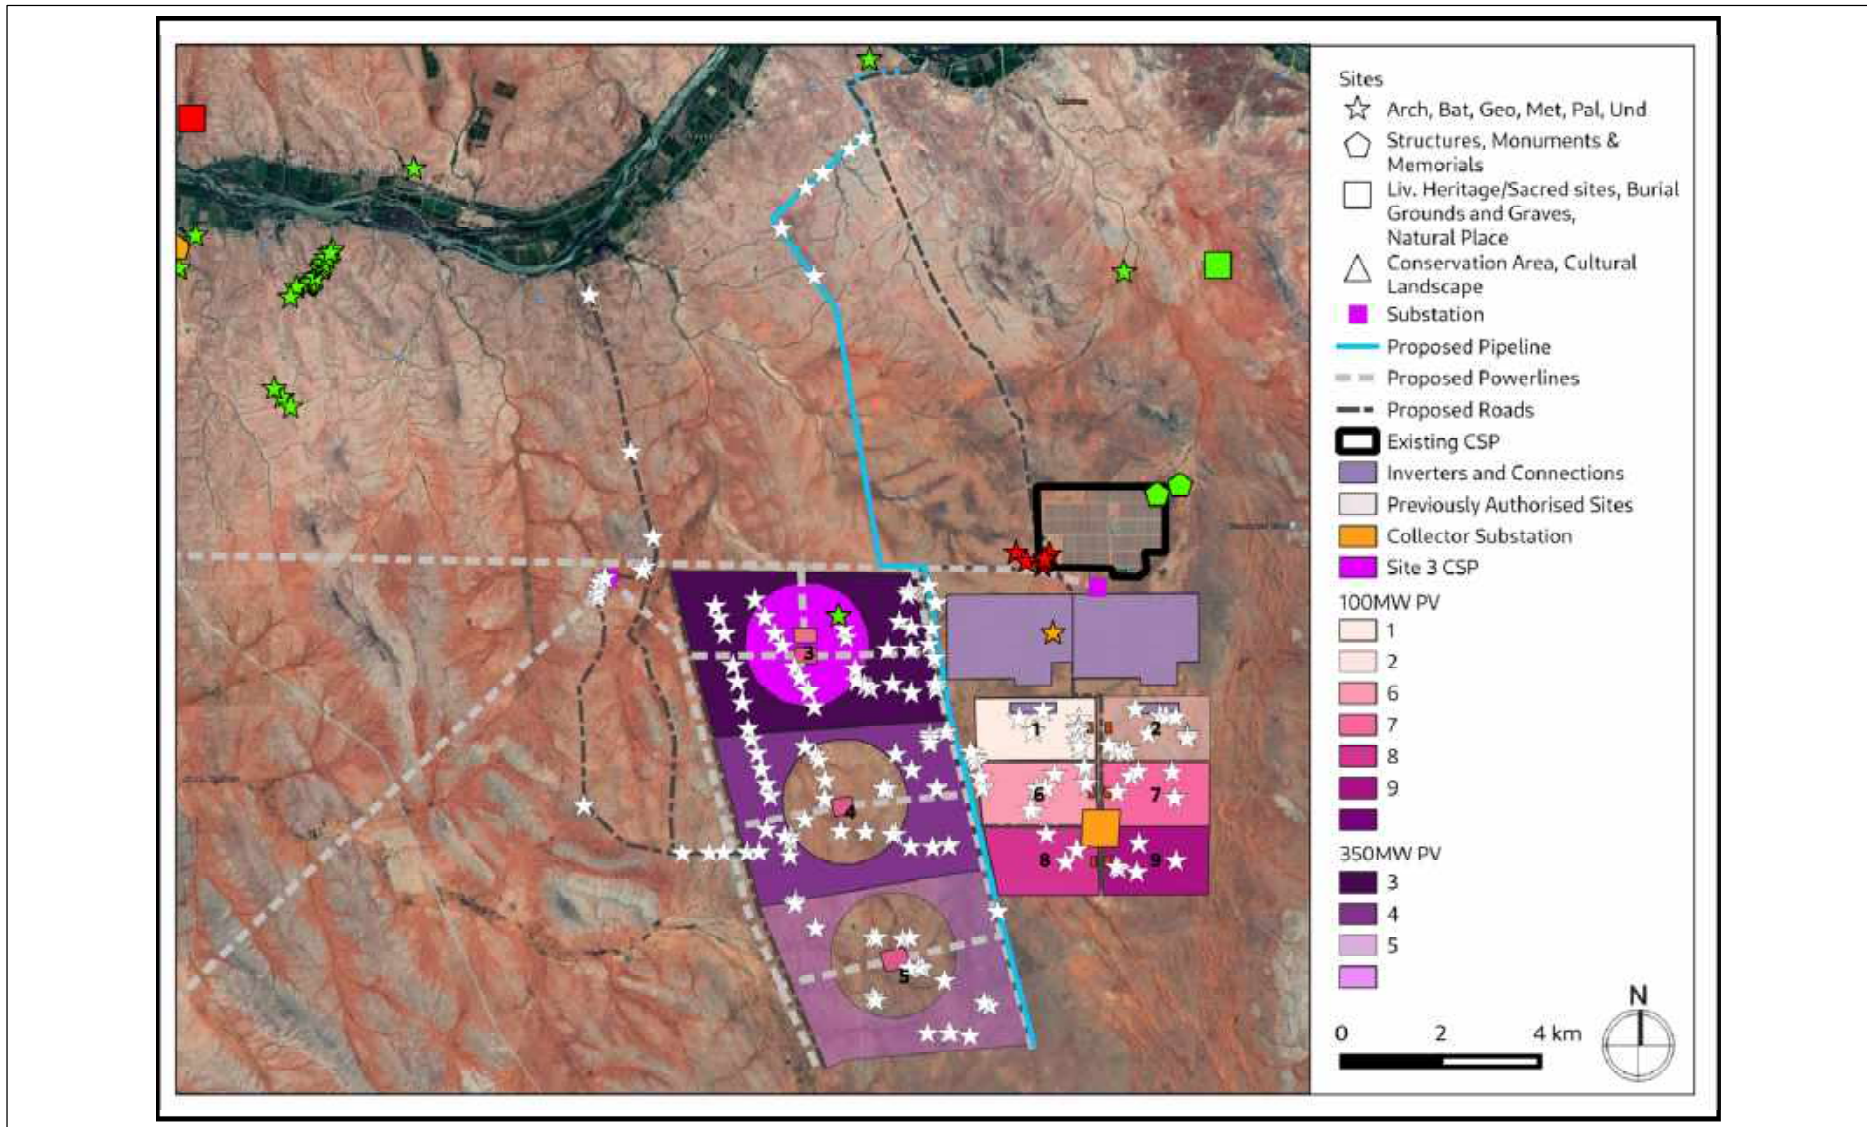 Sites
Arch, Bat, Geo, Met, Pal, Und
Structures, Monuments &
Memorials
Liv. Heritage/Sacred sites, Burial
Grounds and Graves,
Natural Place
Conservation Area, Cultural
Landscape
Substation
Proposed Pipeline
Proposed Powerlines
Proposed Roads
Existing CSP
Inverters and Connections
Previously Authorised Sites
Collector Substation
Site 3 CSP
100MW PV
1
2
6
7
8
9
350MW PV
3
4
5
N
0 2 4 km
3
1
2
4
6
7
8
9
5